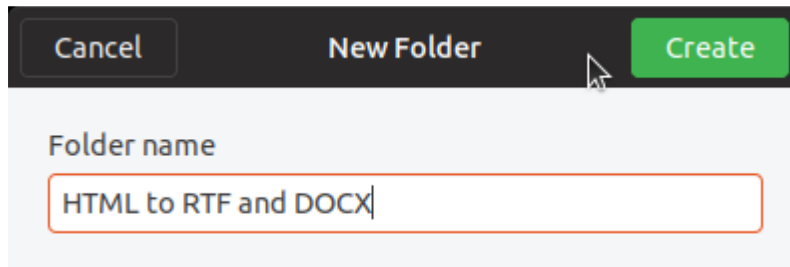 Cancel New Folder Create
Folder name
HTML to RTF and DOCX